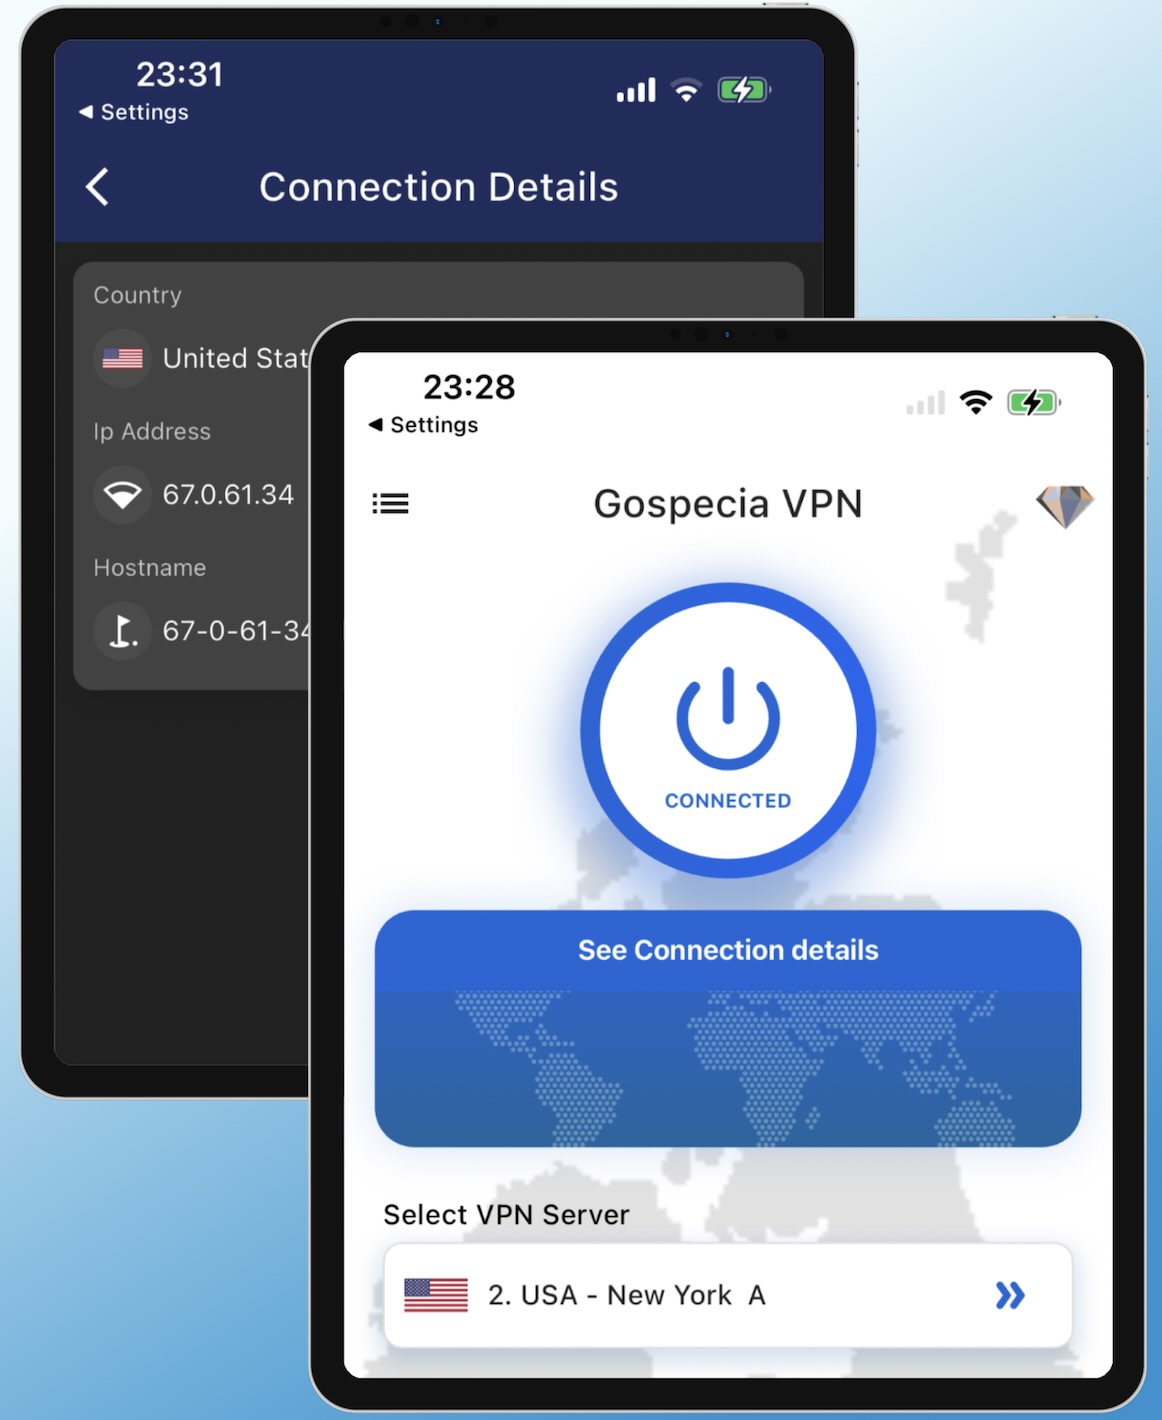 23:31
Settings
Connection Details
Country
United Stat
Ip Address
67.0.61.34
Hostname
67-0-61-34
23:28
Settings
Gospecia VPN
CONNECTED
See Connection details
Select VPN Server
2. USA - New York A